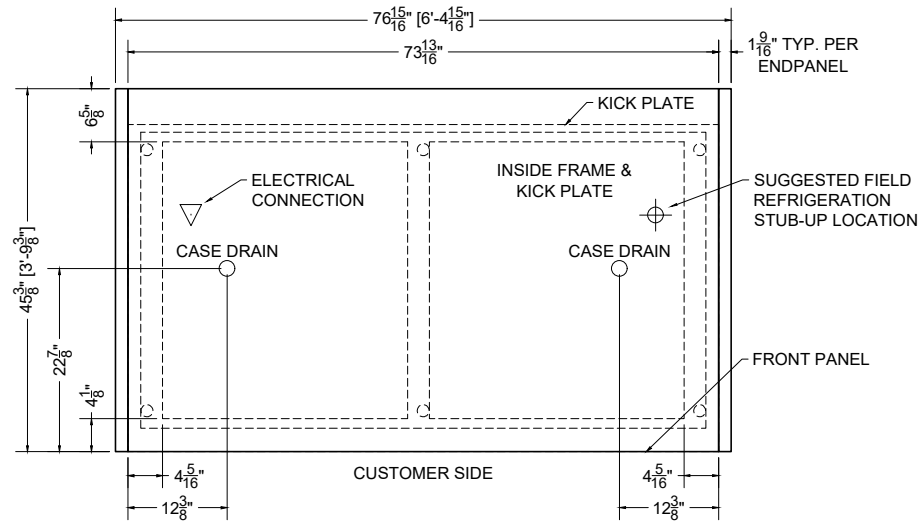 76 15/16" [6'-4 15/16"]
73 13/16"
1 9/16" TYP. PER
ENDPANEL
6 5/8"
KICK PLATE
INSIDE FRAME &
KICK PLATE
ELECTRICAL
CONNECTION
SUGGESTED FIELD
REFRIGERATION
STUB-UP LOCATION
CASE DRAIN
CASE DRAIN
45 3/8" [3'-9 3/8"]
22 7/8"
4 1/8"
FRONT PANEL
4 5/16"
CUSTOMER SIDE
4 5/16"
12 3/8"
12 3/8"